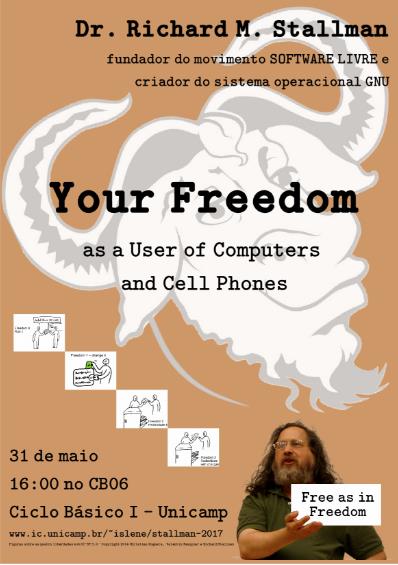 Dr. Richard M. Stallman
fundador do movimento SOFTWARE LIVRE e
criador do sistema operacional GNU
Your Freedom
as a User of Computers
and Cell Phones
31 de maio
16:00 no CB06
Ciclo Básico I - Unicamp
www.ic.unicamp.br/~islene/stallman-2017
Free as in
Freedom